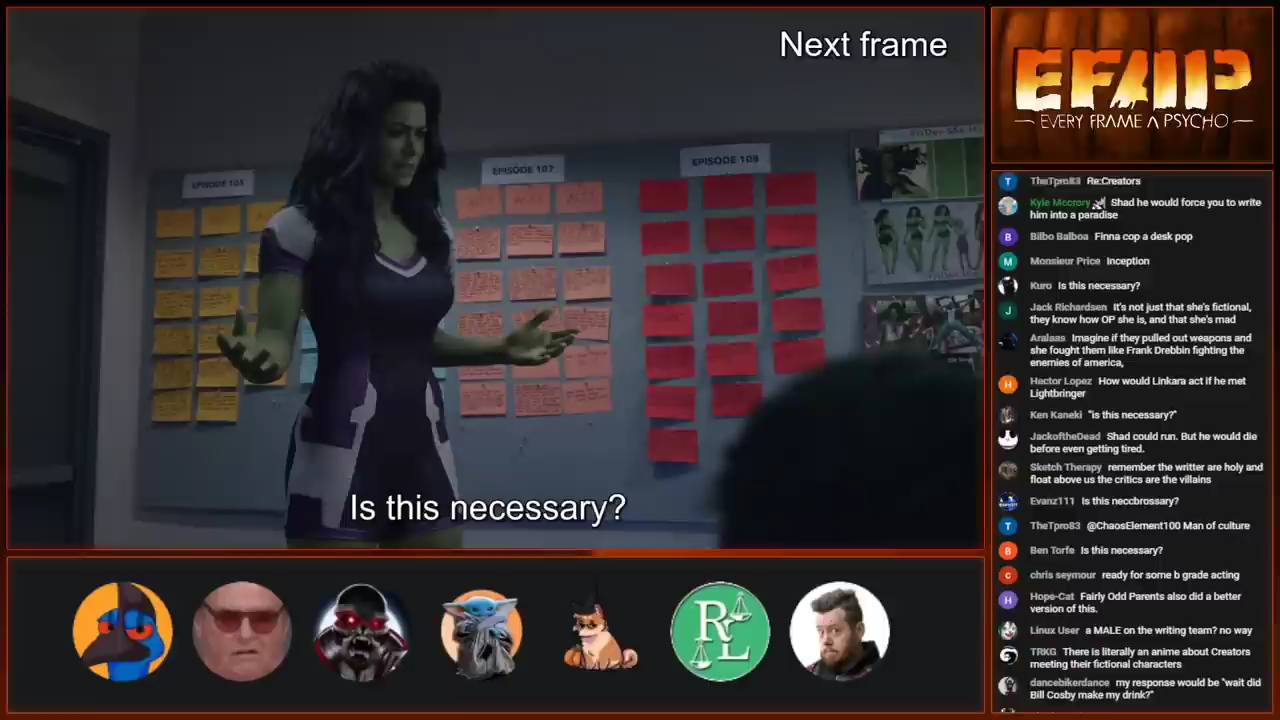 Next frame
EPISODE 107
Is this necessary?
EFAP
EVERY FRAME A PSYCHO
RL
TheTpro83 Re:Creators
Kyle Mccrory Shad he would force you to write
him into a paradise
Bilbo Balboa Finna cop a desk pop
Monsieur Price Inception
Kuro Is this necessary?
Jack Richardsen It's not just that she's fictional,
they know how OP she is, and that she's mad
Aralaas Imagine if they pulled out weapons and
she fought them like Frank Drebbin fighting the
enemies of america,
Hector Lopez How would Linkara act if he met
Lightbringer
Ken Kaneki "is this necessary?"
JackoftheDead Shad could run. But he would die
before even getting tired.
Sketch Therapy remember the writter are holy and
float above us the critics are the villains
Evanz111 Is this neccbrossary?
TheTpro83 @ChaosElement100 Man of culture
Ben Torfe Is this necessary?
chris seymour ready for some b grade acting
Hope-Cat Fairly Odd Parents also did a better
version of this.
Linux User a MALE on the writing team? no way
TRKG There is literally an anime about Creators
meeting their fictional characters
dancebikerdance my response would be "wait did
Bill Cosby make my drink?"